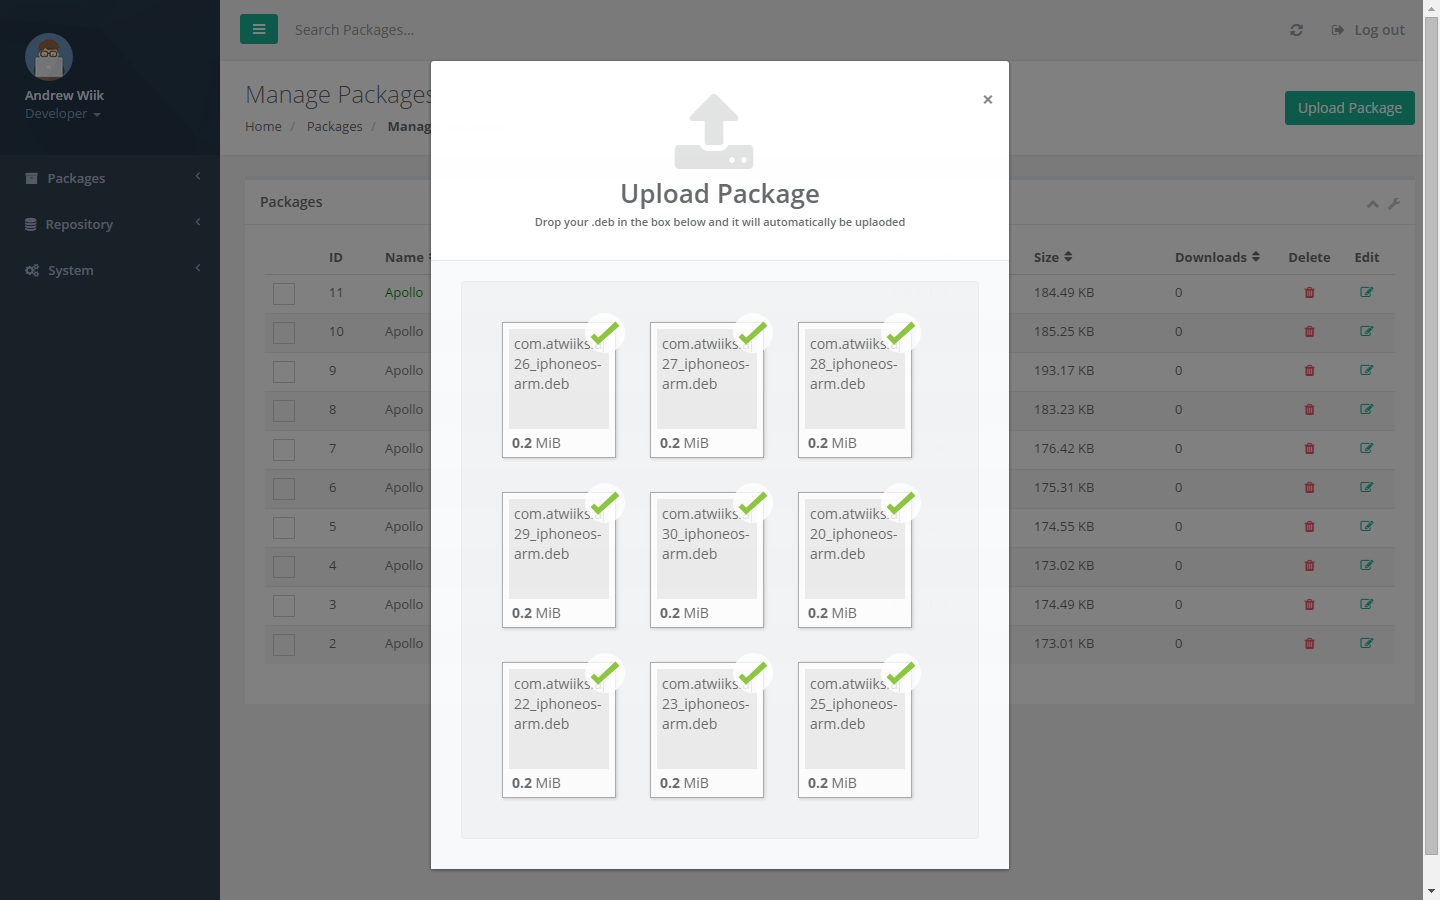 Search Packages...
Log out
Andrew Wiik
Developer
Packages
Repository
System
Manage Packages
Home / Packages / Manag
Upload Package
Packages
ID Name Size Downloads Delete Edit
11 Apollo 184.49 KB 0
10 Apollo 185.25 KB 0
9 Apollo 193.17 KB 0
8 Apollo 183.23 KB 0
7 Apollo 176.42 KB 0
6 Apollo 175.31 KB 0
5 Apollo 174.55 KB 0
4 Apollo 173.02 KB 0
3 Apollo 174.49 KB 0
2 Apollo 173.01 KB 0
×
Upload Package
Drop your .deb in the box below and it will automatically be uplaoded
com.atwiiks.
26_iphoneos-
arm.deb
0.2 MiB
com.atwiiks.
27_iphoneos-
arm.deb
0.2 MiB
com.atwiiks.
28_iphoneos-
arm.deb
0.2 MiB
com.atwiiks.
29_iphoneos-
arm.deb
0.2 MiB
com.atwiiks.
30_iphoneos-
arm.deb
0.2 MiB
com.atwiiks.
20_iphoneos-
arm.deb
0.2 MiB
com.atwiiks.
22_iphoneos-
arm.deb
0.2 MiB
com.atwiiks.
23_iphoneos-
arm.deb
0.2 MiB
com.atwiiks.
25_iphoneos-
arm.deb
0.2 MiB